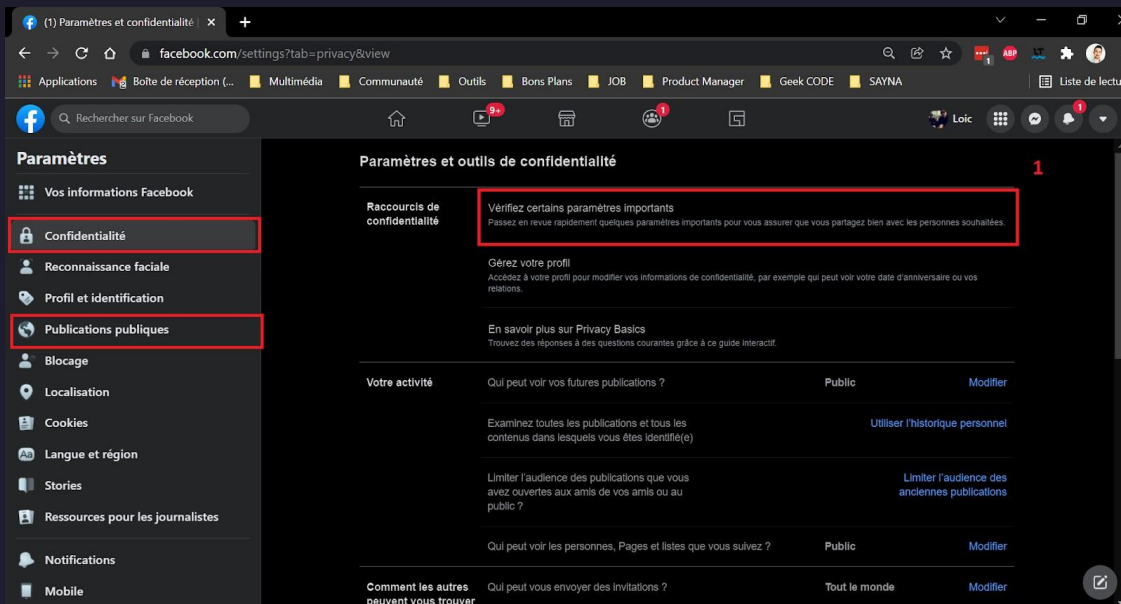 (1) Paramètres et confidentialité |
facebook.com/settings?tab=privacy&view
ABP
1
Applications
Boîte de réception (...
Multimédia
Communauté
Outils
Bons Plans
JOB
Product Manager
Geek CODE
SAYNA
Liste de lectu
Rechercher sur Facebook
9+
1
Loic
1
Paramètres
Vos informations Facebook
Confidentialité
Reconnaissance faciale
Profil et identification
Publications publiques
Blocage
Localisation
Cookies
Langue et région
Stories
Ressources pour les journalistes
Notifications
Mobile
Paramètres et outils de confidentialité
1
Raccourcis de
confidentialité
Vérifiez certains paramètres importants
Passez en revue rapidement quelques paramètres importants pour vous assurer que vous partagez bien avec les personnes souhaitées.
Gérez votre profil
Accédez à votre profil pour modifier vos informations de confidentialité, par exemple qui peut voir votre date d'anniversaire ou vos
relations.
En savoir plus sur Privacy Basics
Trouvez des réponses à des questions courantes grâce à ce guide interactif.
Votre activité
Qui peut voir vos futures publications ?
Public
Modifier
Examinez toutes les publications et tous les
contenus dans lesquels vous êtes identifié(e)
Utiliser l'historique personnel
Limiter l'audience des publications que vous
avez ouvertes aux amis de vos amis ou au
public ?
Limiter l'audience des
anciennes publications
Qui peut voir les personnes, Pages et listes que vous suivez ?
Public
Modifier
Comment les autres
peuvent vous trouver
Qui peut vous envoyer des invitations ?
Tout le monde
Modifier